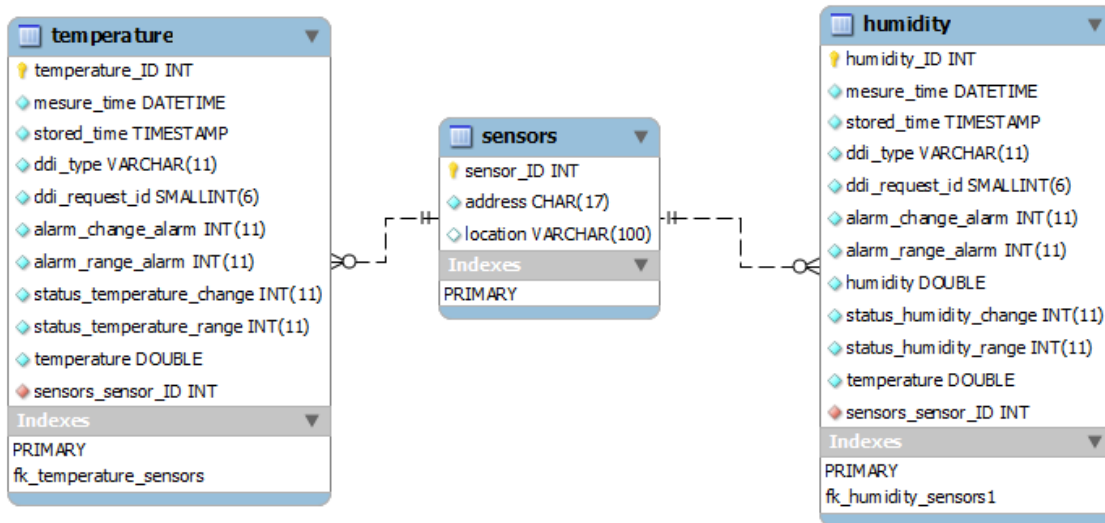 temperature
temperature_ID INT
mesure_time DATETIME
stored_time TIMESTAMP
ddi_type VARCHAR(11)
ddi_request_id SMALLINT(6)
alarm_change_alarm INT(11)
alarm_range_alarm INT(11)
status_temperature_change INT(11)
status_temperature_range INT(11)
temperature DOUBLE
sensors_sensor_ID INT
Indexes
PRIMARY
fk_temperature_sensors
sensors
sensor_ID INT
address CHAR(17)
location VARCHAR(100)
Indexes
PRIMARY
humidity
humidity_ID INT
mesure_time DATETIME
stored_time TIMESTAMP
ddi_type VARCHAR(11)
ddi_request_id SMALLINT(6)
alarm_change_alarm INT(11)
alarm_range_alarm INT(11)
humidity DOUBLE
status_humidity_change INT(11)
status_humidity_range INT(11)
temperature DOUBLE
sensors_sensor_ID INT
Indexes
PRIMARY
fk_humidity_sensors1